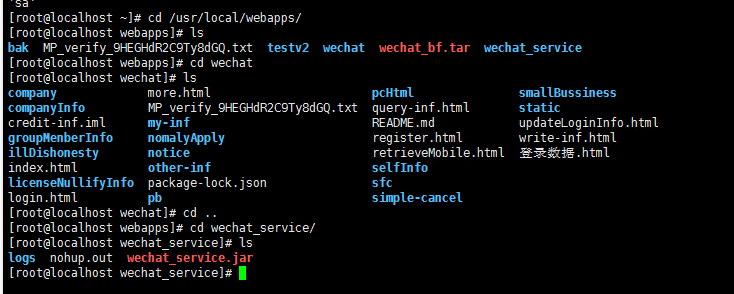 'sa'
[root@localhost ~]# cd /usr/local/webapps/
[root@localhost webapps]# ls
bak MP_verify_9HEGHdR2C9Ty8dGQ.txt testv2 wechat wechat_bf.tar wechat_service
[root@localhost webapps]# cd wechat
[root@localhost wechat]# ls
company more.html pcHtml smallBussiness
companyInfo MP_verify_9HEGHdR2C9Ty8dGQ.txt query-inf.html static
credit-inf.iml my-inf README.md updateLoginInfo.html
groupMenberInfo nomalyApply register.html write-inf.html
illDishonesty notice retrieveMobile.html 登录数据.html
index.html other-inf selfInfo
licenseNullifyInfo package-lock.json sfc
login.html pb simple-cancel
[root@localhost wechat]# cd ..
[root@localhost webapps]# cd wechat_service/
[root@localhost wechat_service]# ls
logs nohup.out wechat_service.jar
[root@localhost wechat_service]#